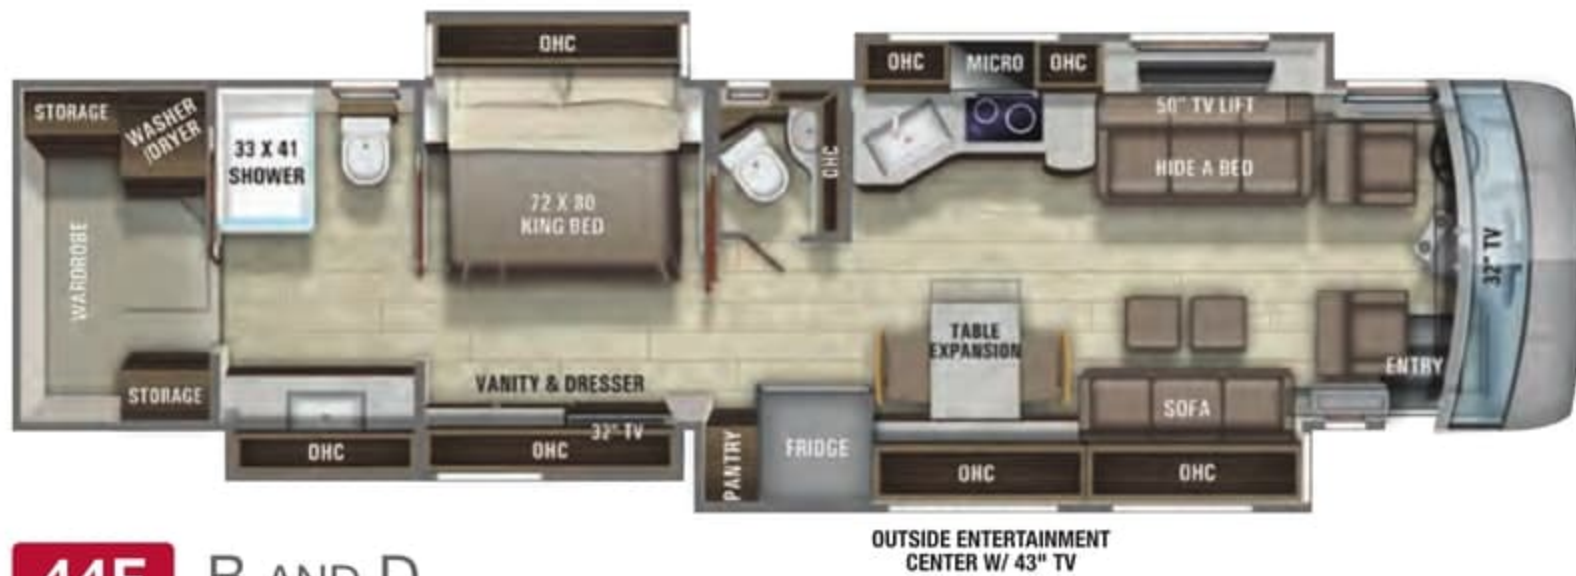 OHC
OHC
MICRO
OHC
STORAGE
WASHER
/DRYER
50" TV LIFT
33 X 41
SHOWER
OHC
HIDE A BED
72 X 80
KING BED
WARDROBE
32" TV
TABLE
EXPANSION
ENTRY
VANITY & DRESSER
STORAGE
SOFA
32" TV
OHC
OHC
PANTRY
FRIDGE
OHC
OHC
OUTSIDE ENTERTAINMENT
CENTER W/ 43" TV